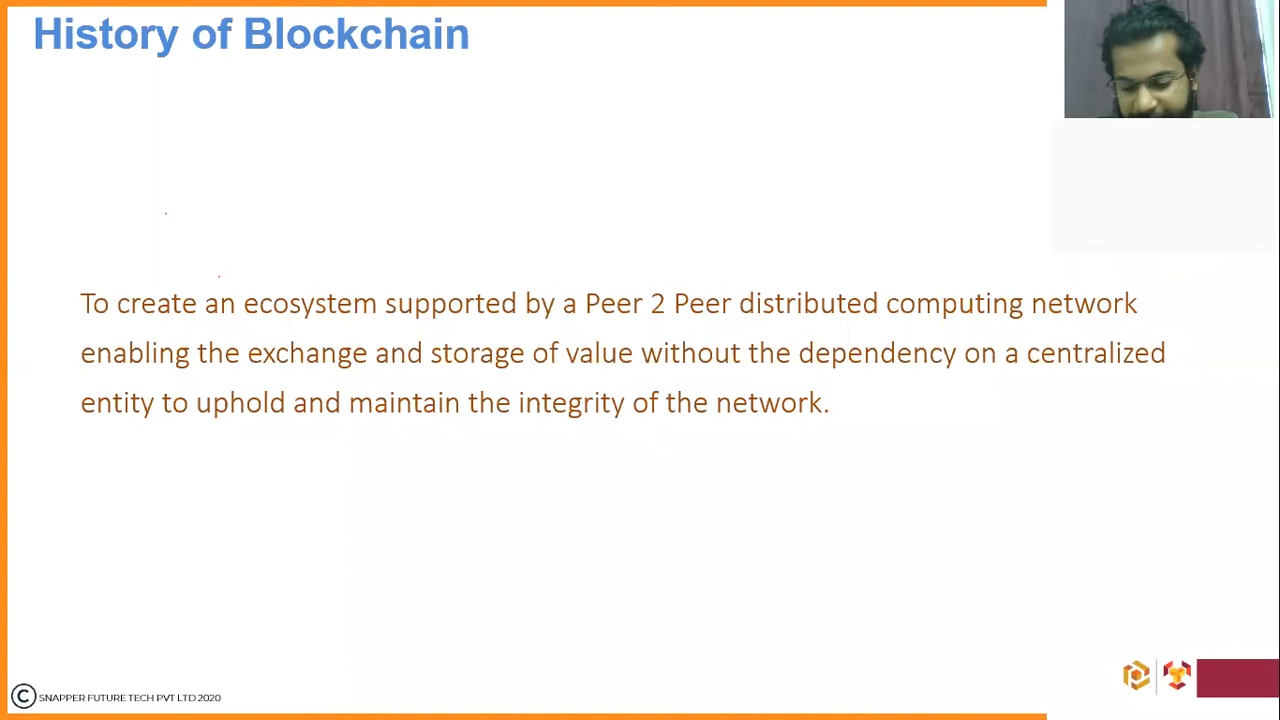 History of Blockchain
To create an ecosystem supported by a Peer 2 Peer distributed computing network
enabling the exchange and storage of value without the dependency on a centralized
entity to uphold and maintain the integrity of the network.
© SNAPPER FUTURE TECH PVT LTD 2020